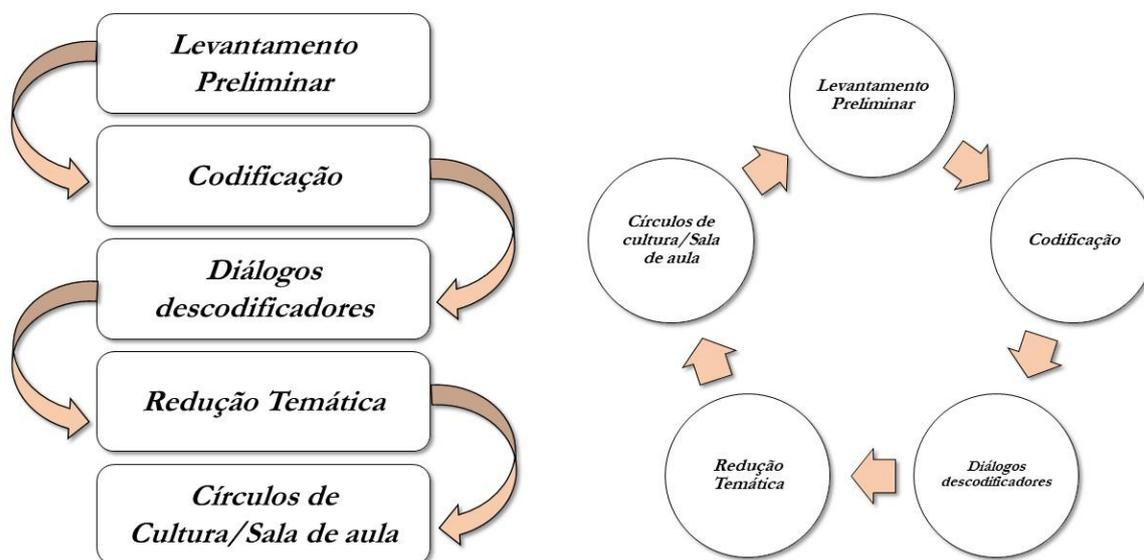 Levantamento
Preliminar
Codificação
Diálogos
descodificadores
Redução Temática
Círculos de
Cultura/Sala de aula
Levantamento
Preliminar
Codificação
Diálogos
descodificadores
Redução
Temática
Círculos de
cultura/Sala
de aula